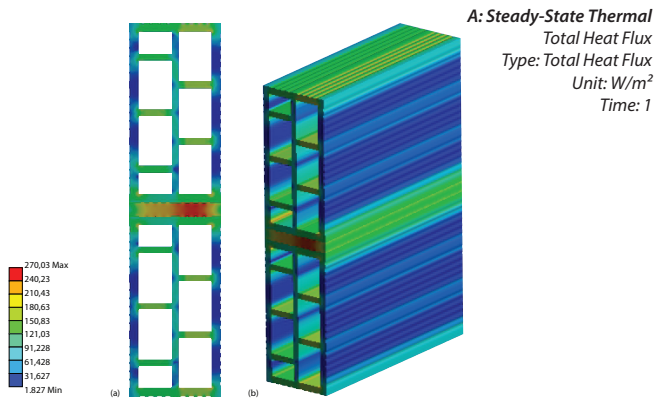 A: Steady-State Thermal
Total Heat Flux
Type: Total Heat Flux
Unit: W/m²
Time: 1
270,03 Max
240,23
210,43
180,63
150,83
121,03
91,228
61,428
31,627
1.827 Min
(a)
(b)